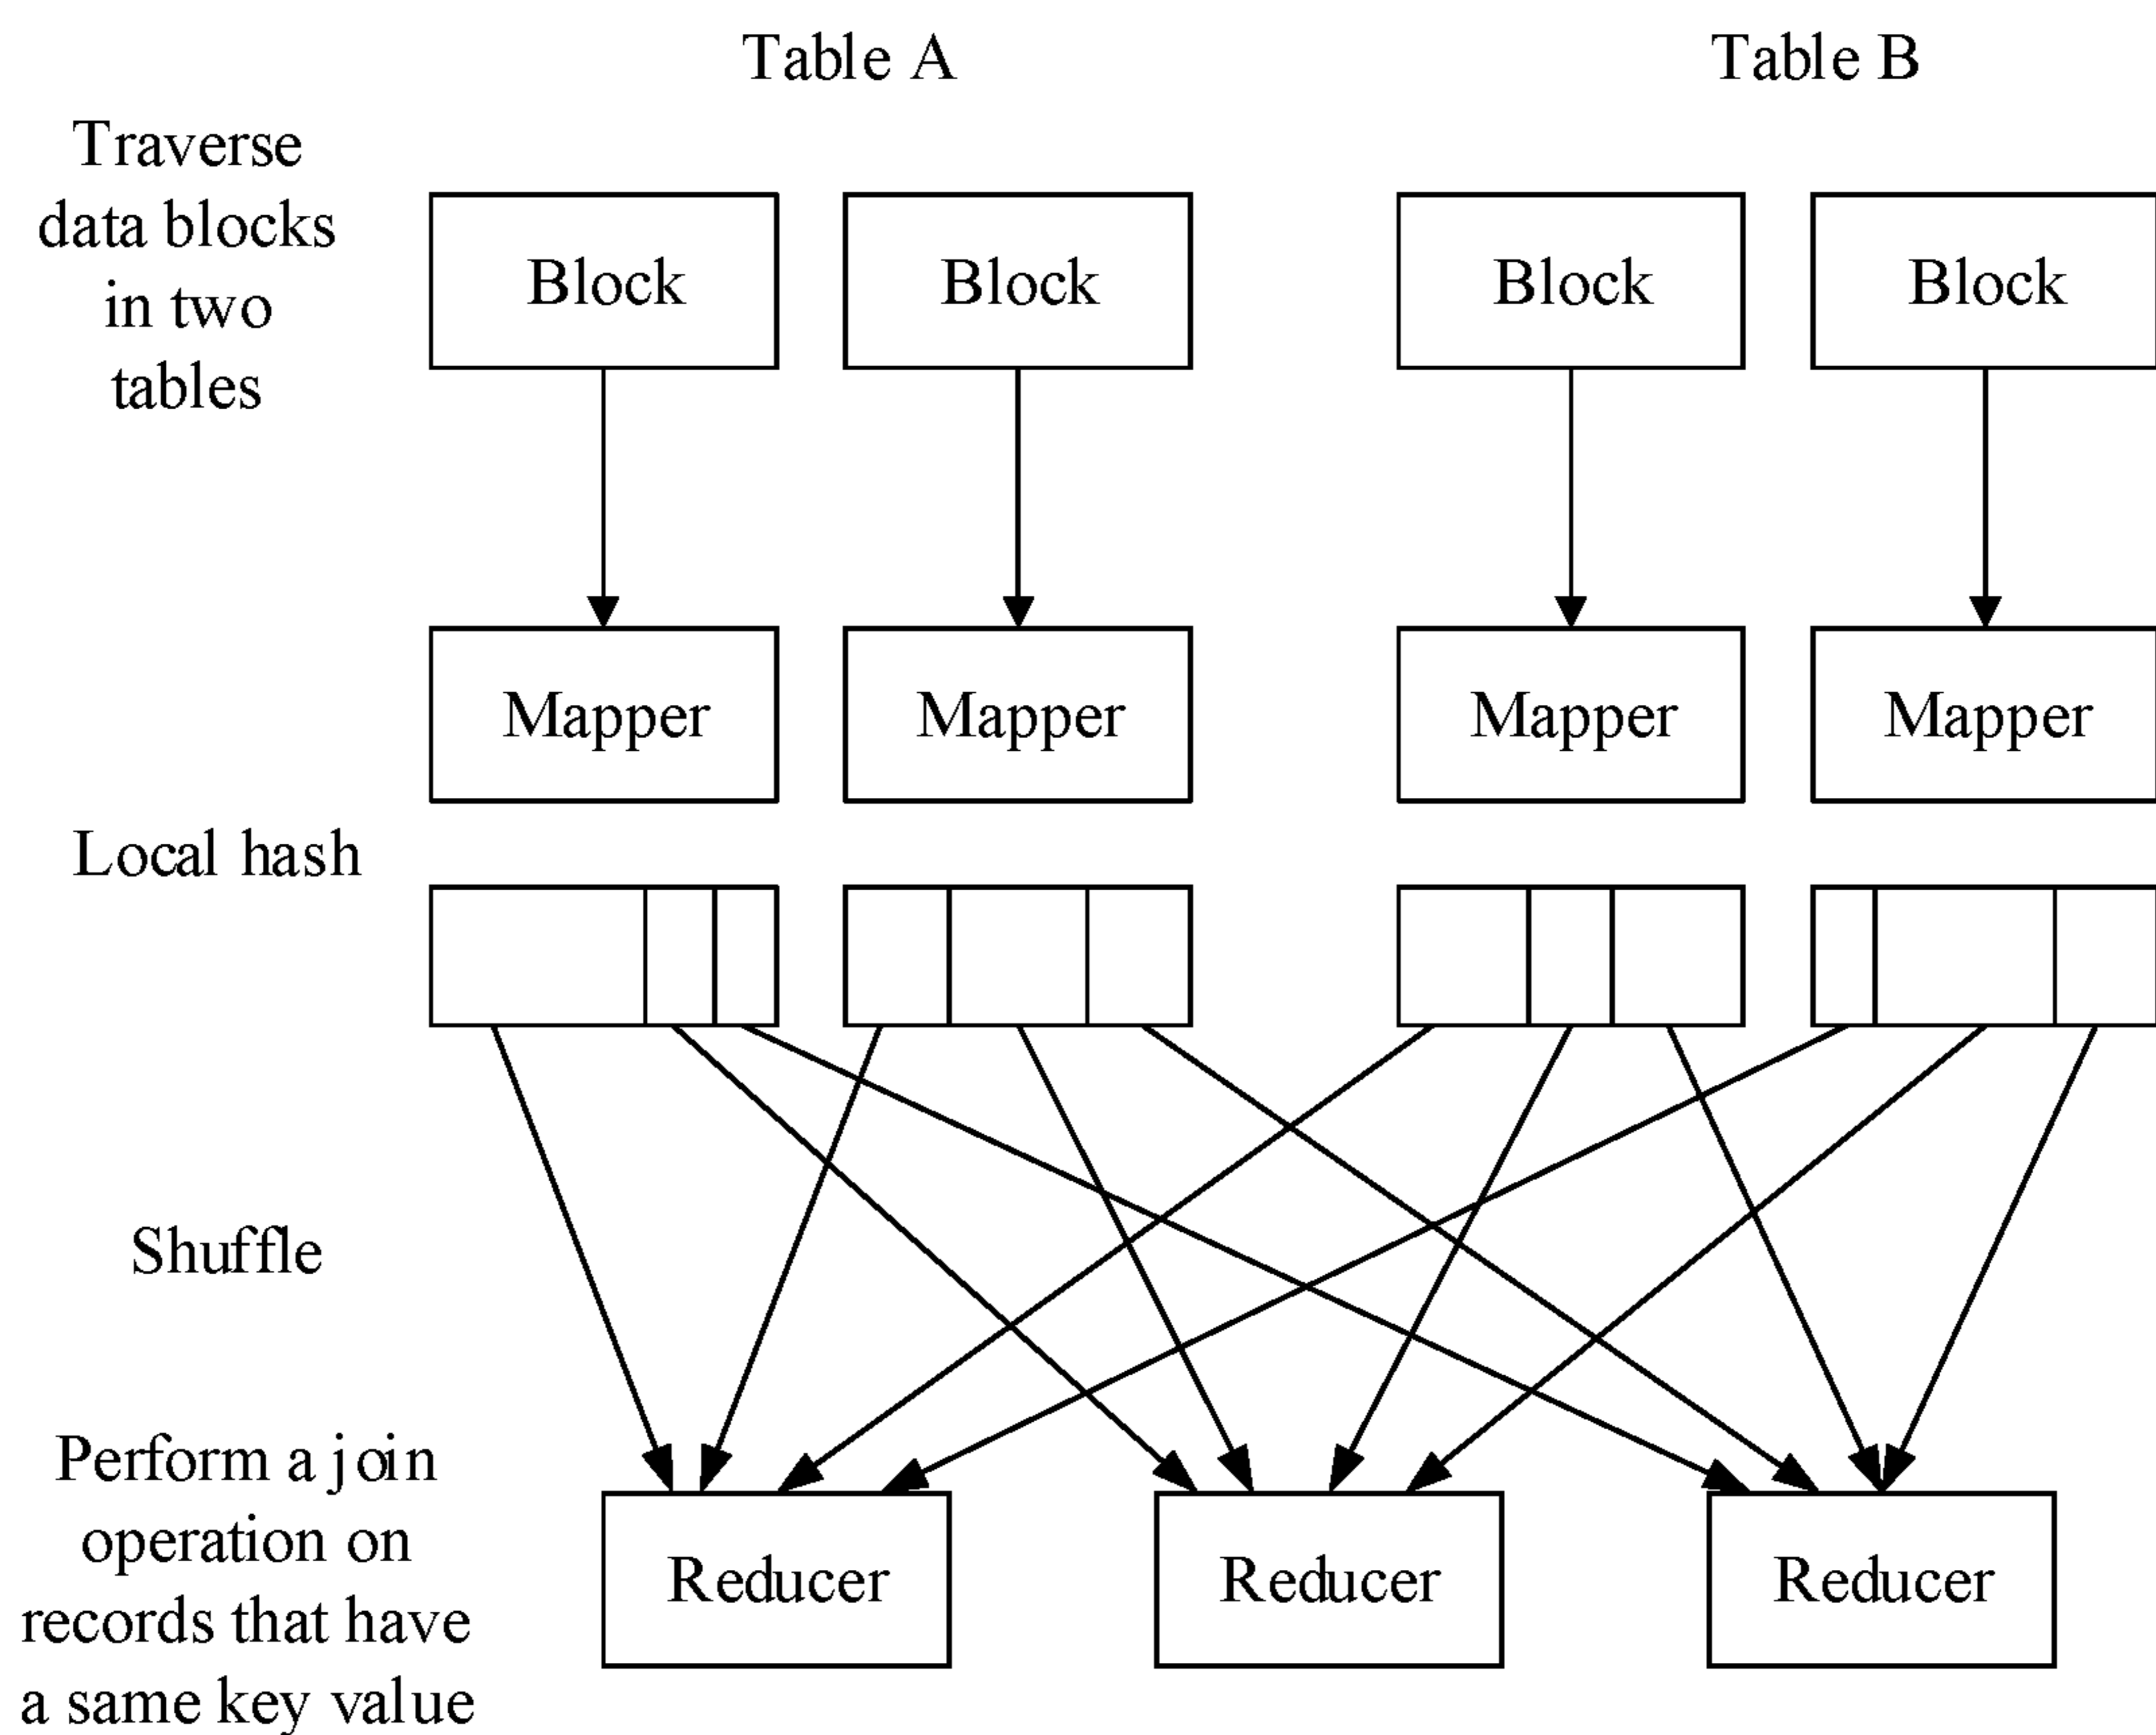 Table A
Table B
Traverse
data blocks
in two
tables
Block
Block
Block
Block
Mapper
Mapper
Mapper
Mapper
Local hash
Shuffle
Perform a join
operation on
records that have
a same key value
Reducer
Reducer
Reducer